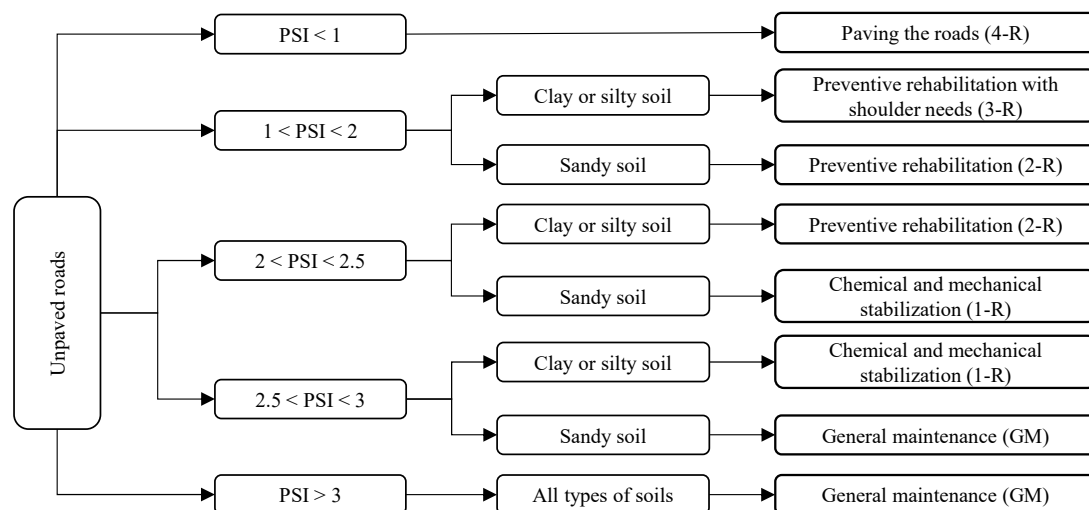 Unpaved roads
PSI < 1
Paving the roads (4-R)
1 < PSI < 2
Clay or silty soil
Preventive rehabilitation with
shoulder needs (3-R)
Sandy soil
Preventive rehabilitation (2-R)
2 < PSI < 2.5
Clay or silty soil
Preventive rehabilitation (2-R)
Sandy soil
Chemical and mechanical
stabilization (1-R)
2.5 < PSI < 3
Clay or silty soil
Chemical and mechanical
stabilization (1-R)
Sandy soil
General maintenance (GM)
PSI > 3
All types of soils
General maintenance (GM)